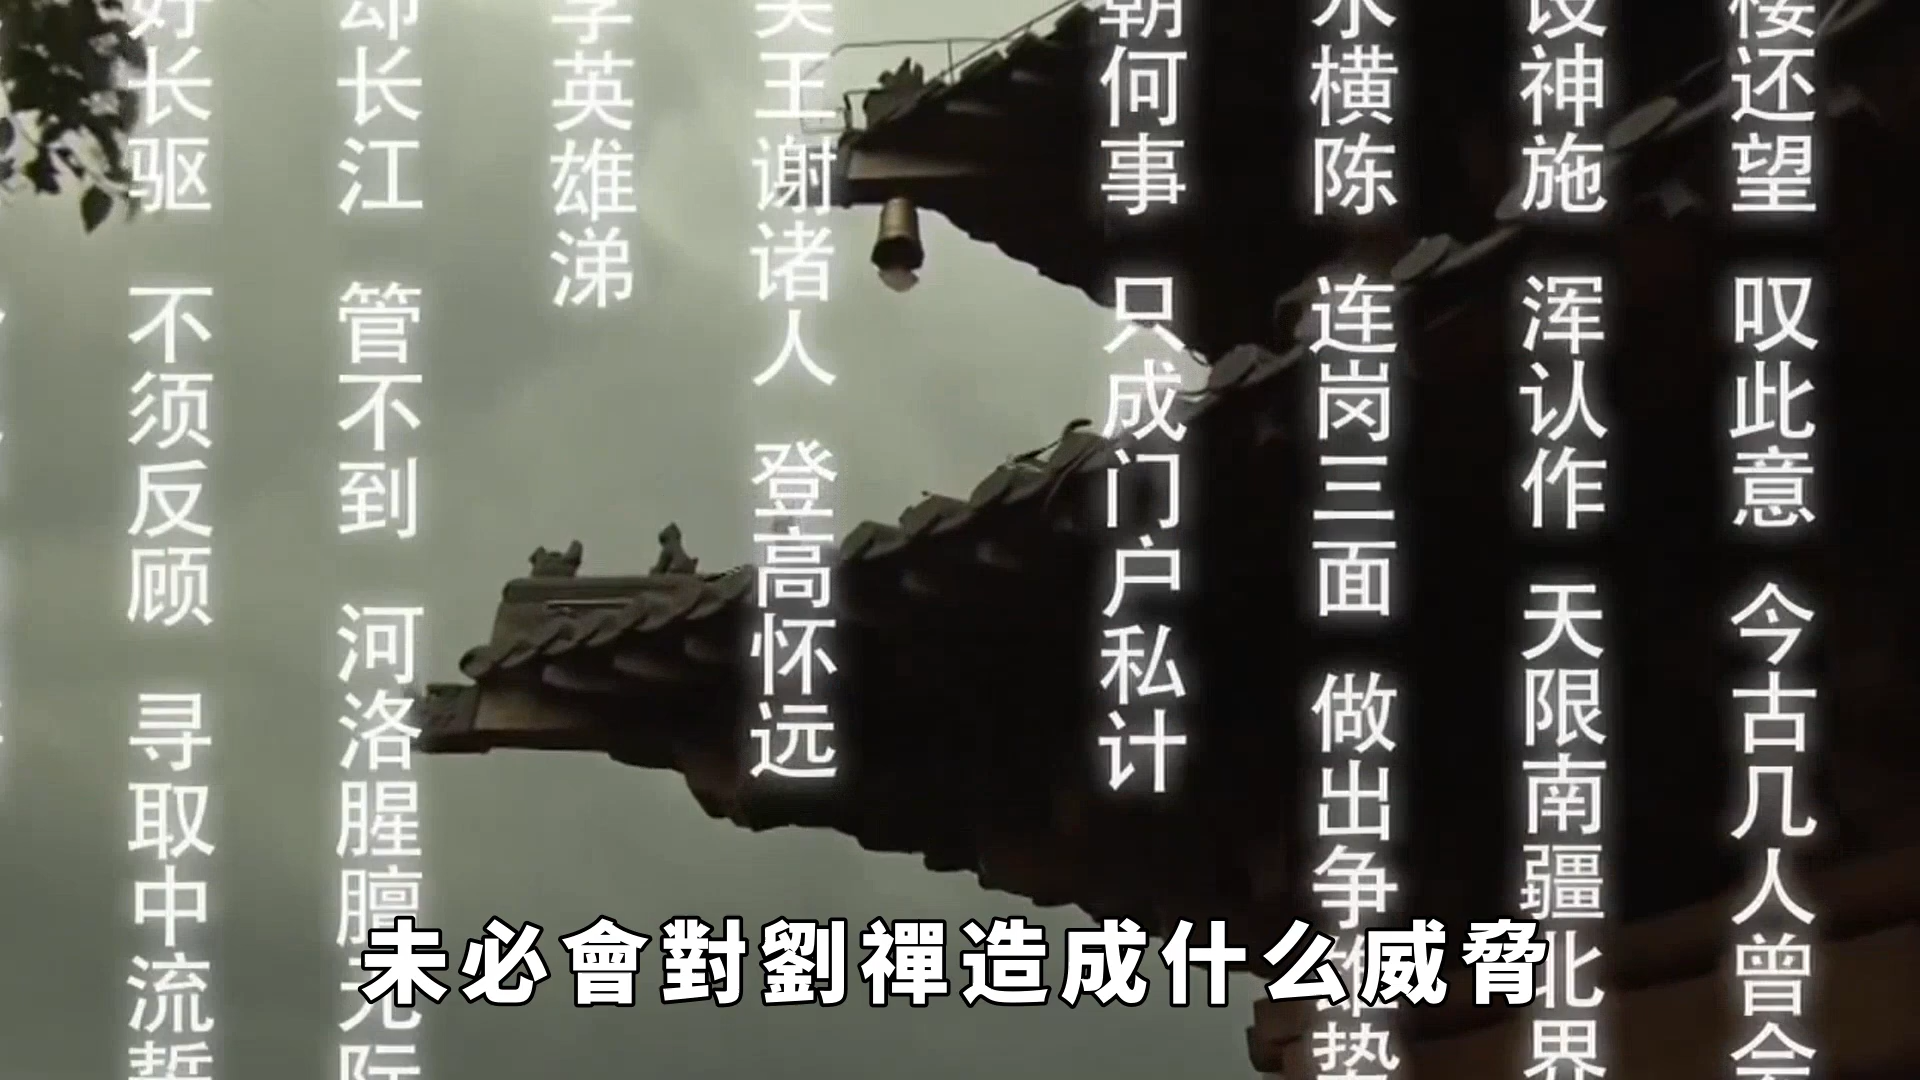 楼还望 叹此意 今古几人曾会
设神施 浑认作 天限南疆北界
水横陈 连岗三面 做出争雄势
朝何事 只成门户私计
笑王谢诸人 登高怀远
学英雄涕
却长江 管不到 河洛腥膻无际
好长驱 不须反顾 寻取中流誓
未必會對劉禪造成什么威脅